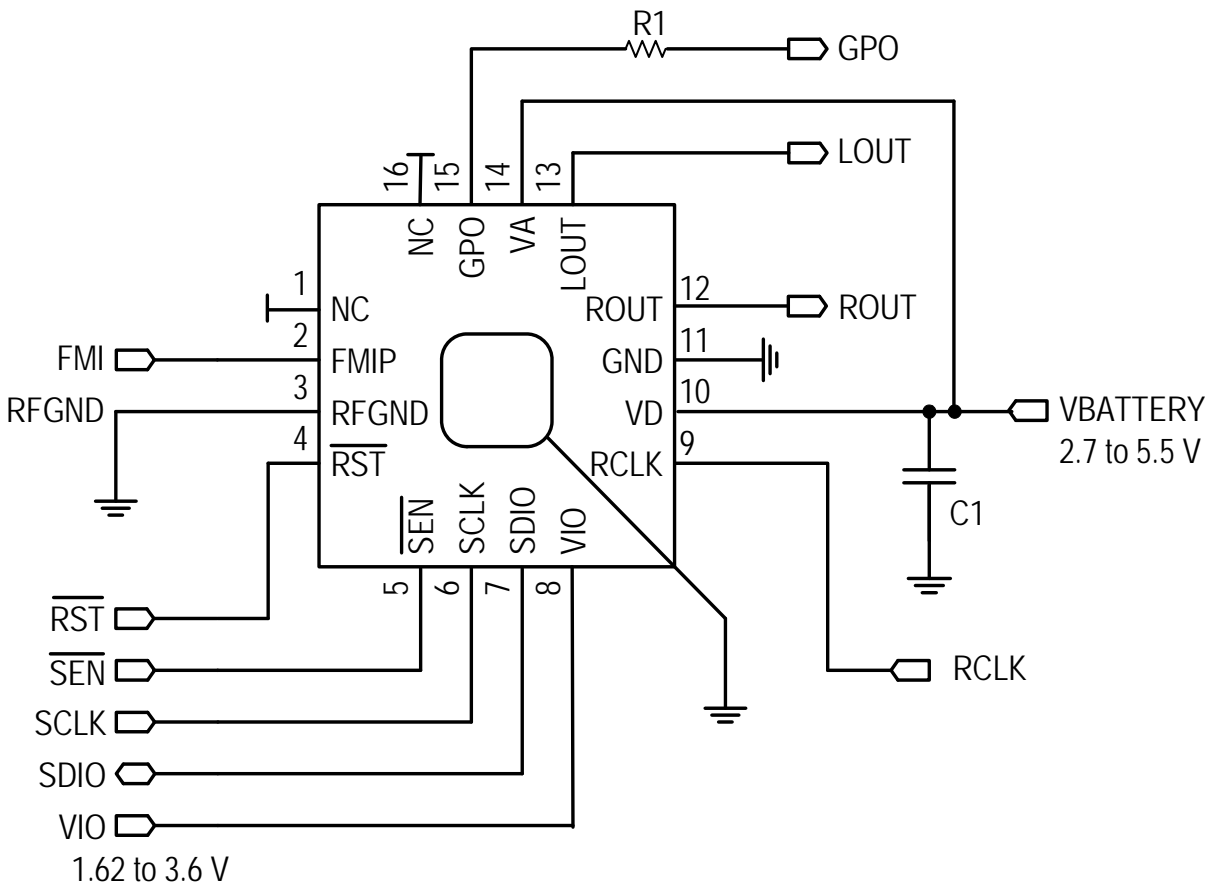 R1
GPO
LOUT
16
15
14
13
NC
GPO
VA
LOUT
1
NC
ROUT
12
ROUT
FMI
2
FMIP
GND
11
RFGND
3
RFGND
VD
10
VBATTERY
2.7 to 5.5 V
4
RST
RCLK
9
C1
SEN
SCLK
SDIO
VIO
5
6
7
8
RST
SEN
RCLK
SCLK
SDIO
VIO
1.62 to 3.6 V